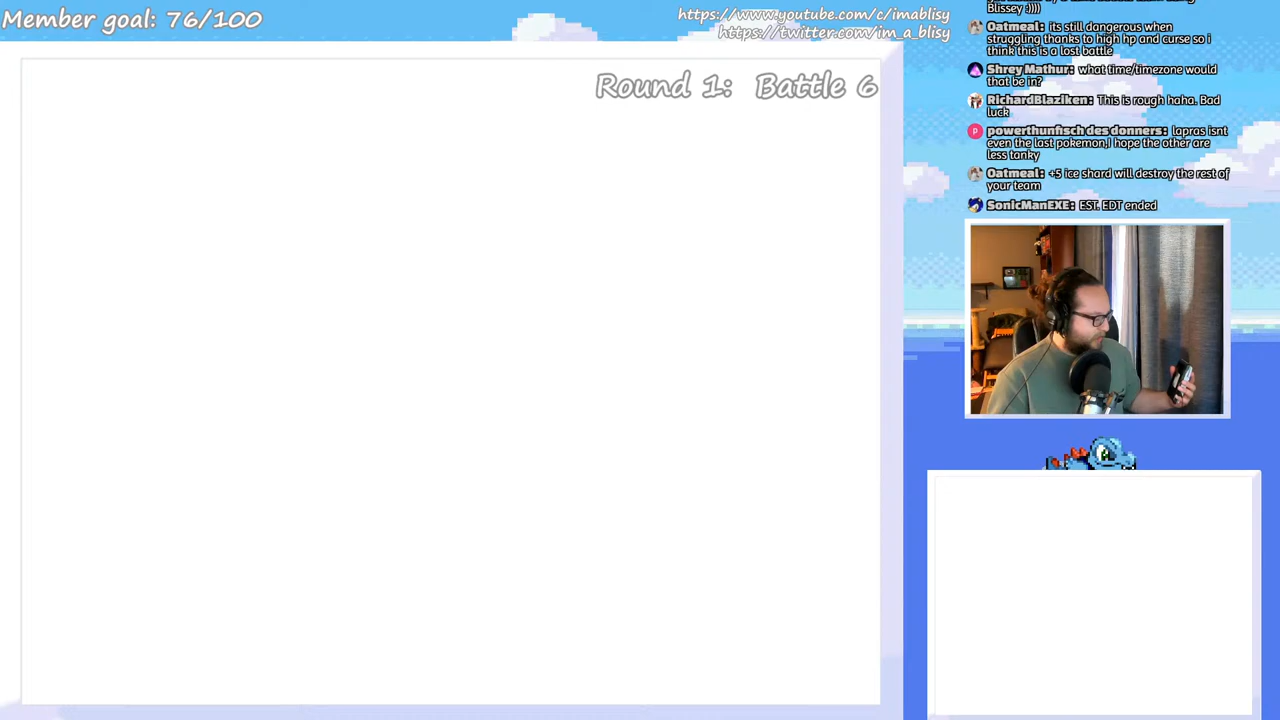 Member goal: 76/100
https://www.youtube.com/c/imablisy
https://twitter.com/im_a_blisy
Round 1: Battle 6
Blissey :))))
Oatmeal: its still dangerous when
struggling thanks to high hp and curse so i
think this is a lost battle
Shrey Mathur: what time/timezone would
that be in?
RichardBlaziken: This is rough haha. Bad
luck
powerthunfisch des donners: lapras isnt
even the last pokemon,I hope the other are
less tanky
Oatmeal: +5 ice shard will destroy the rest of
your team
SonicManEXE: EST. EDT ended